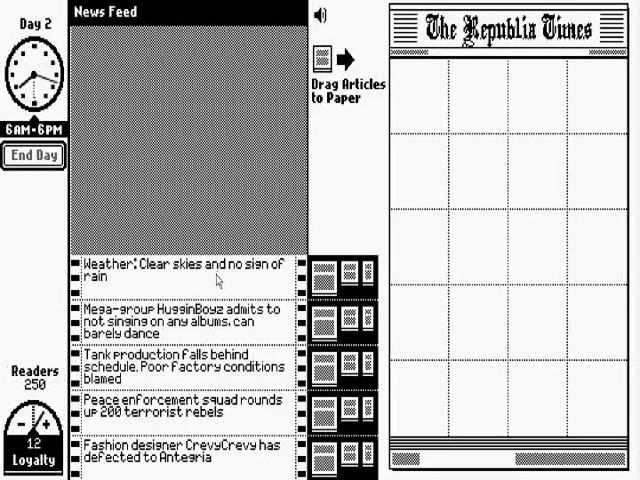 Day 2
6AM-6PM
End Day
Readers
250
12
Loyalty
News Feed
Weather: Clear skies and no sign of
rain
Mega-group HugginBoyz admits to
not singing on any albums, can
barely dance
Tank production falls behind
schedule. Poor factory conditions
blamed
Peace enforcement squad rounds
up 200 terrorist rebels
Fashion designer CrevyCrevy has
defected to Antegria
Drag Articles
to Paper
The Republia Times